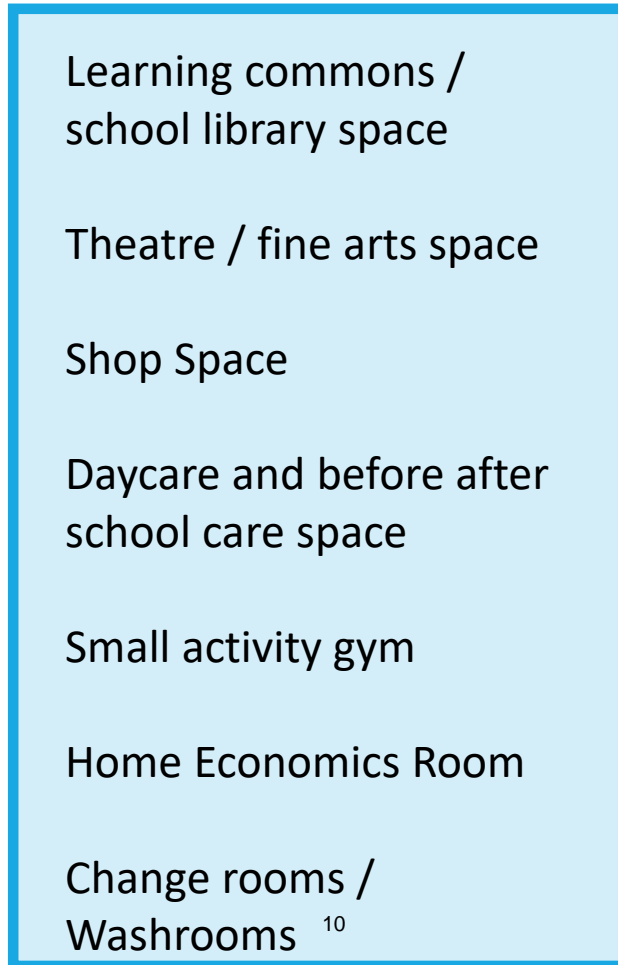 Learning commons /
school library space
Theatre / fine arts space
Shop Space
Daycare and before after
school care space
Small activity gym
Home Economics Room
Change rooms /
Washrooms 10